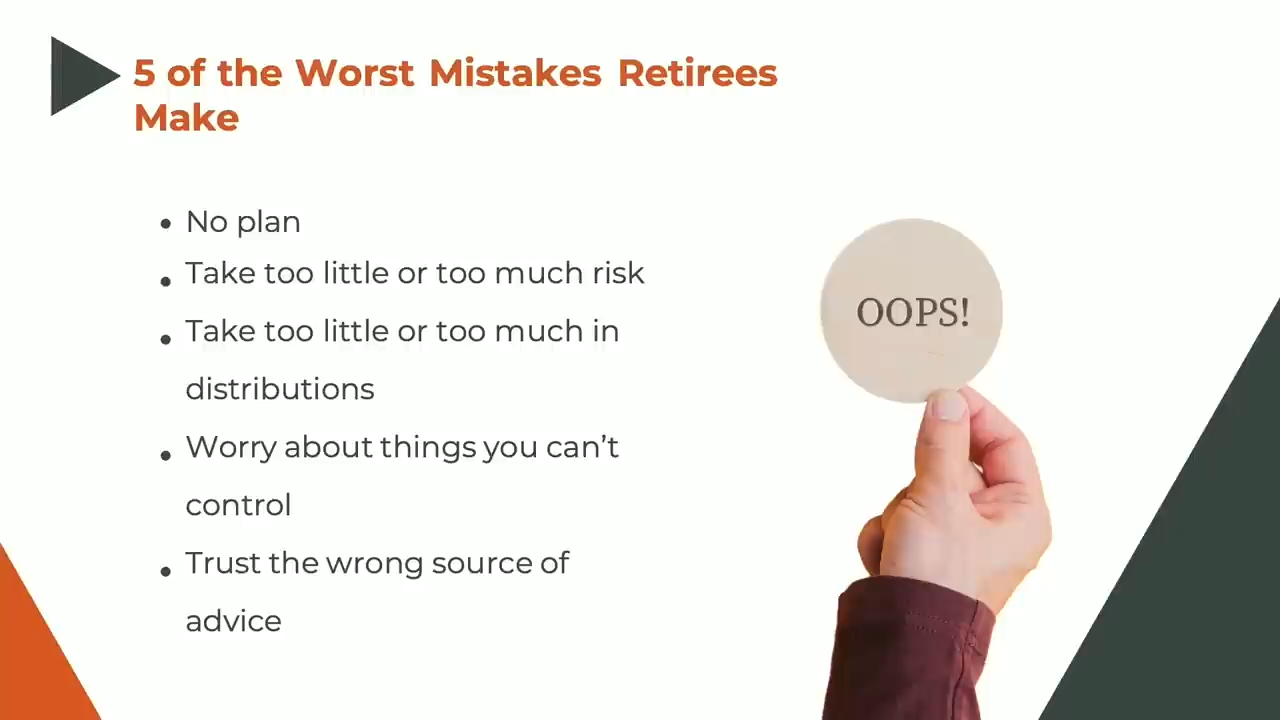 5 of the Worst Mistakes Retirees
Make
• No plan
• Take too little or too much risk
• Take too little or too much in
distributions
• Worry about things you can’t
control
• Trust the wrong source of
advice
OOPS!